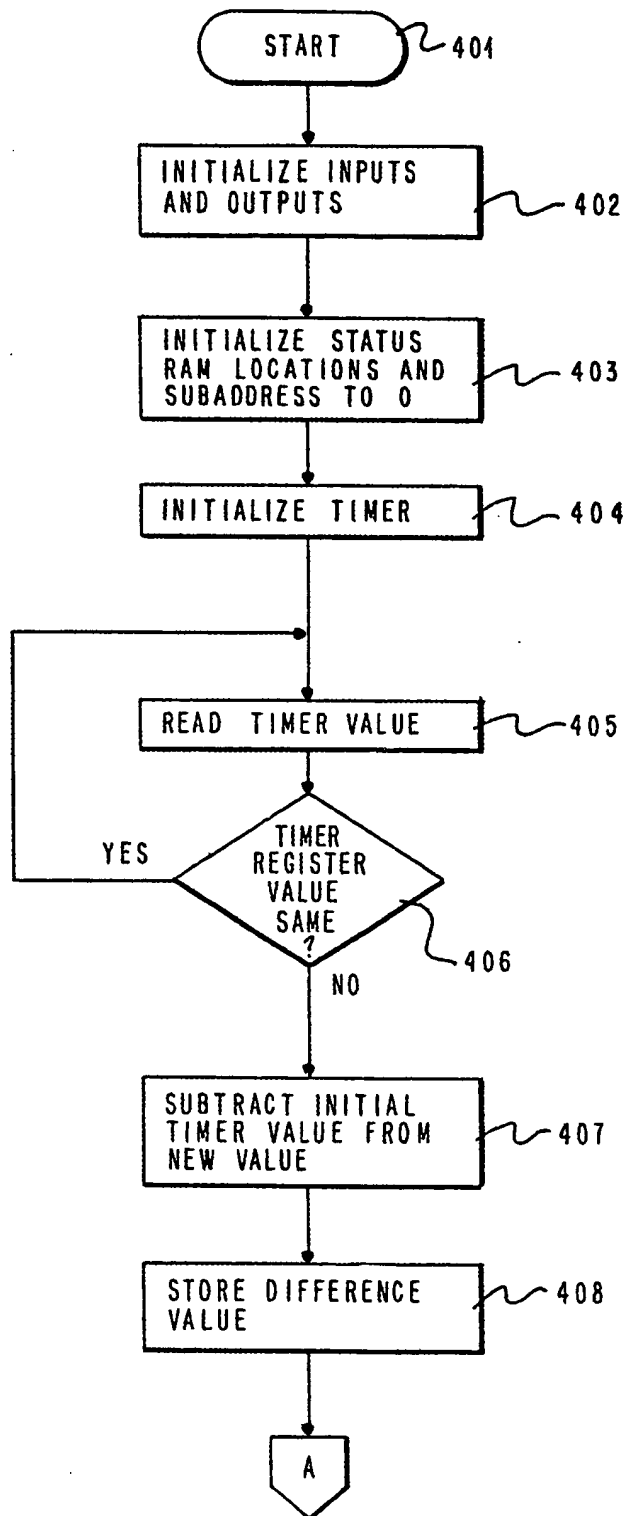 START
401
INITIALIZE INPUTS
AND OUTPUTS
402
INITIALIZE STATUS
RAM LOCATIONS AND
SUBADDRESS TO 0
403
INITIALIZE TIMER
404
READ TIMER VALUE
405
YES
TIMER
REGISTER
VALUE
SAME
?
406
NO
SUBTRACT INITIAL
TIMER VALUE FROM
NEW VALUE
407
STORE DIFFERENCE
VALUE
408
A